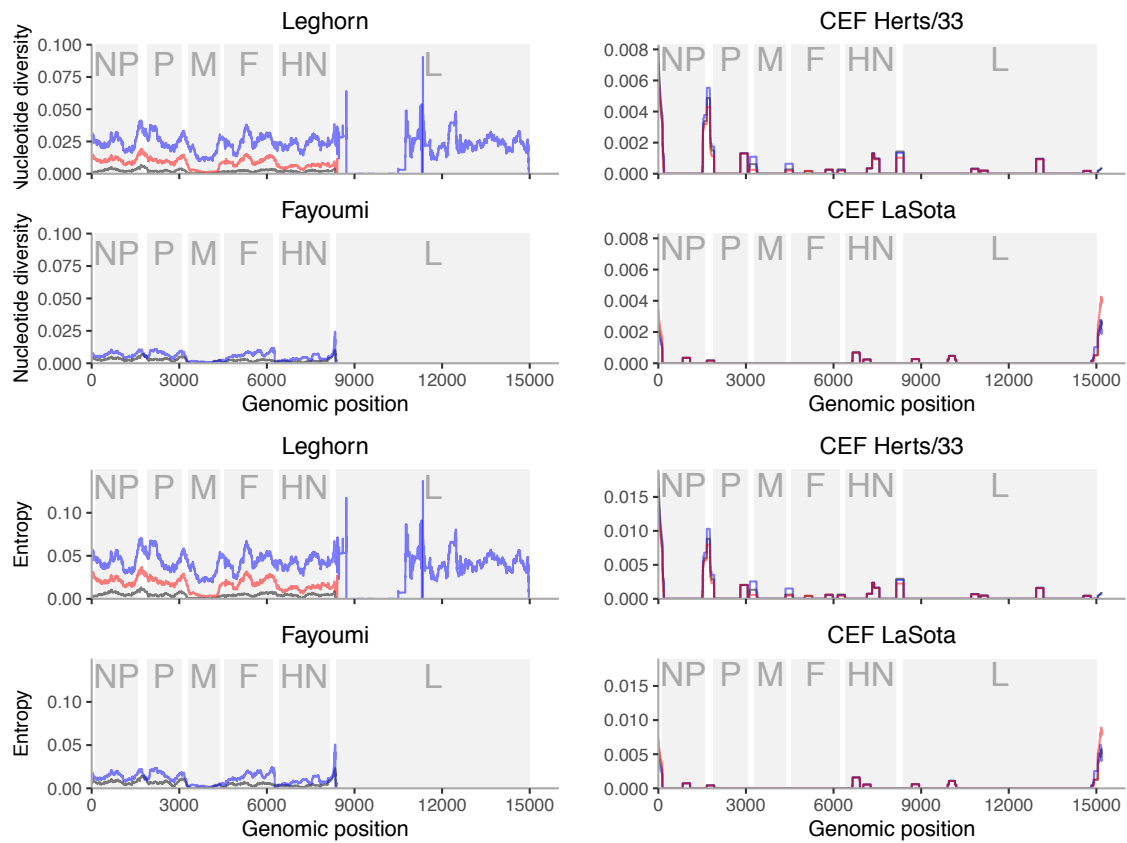 Leghorn
CEF Herts/33
Nucleotide diversity
0.100
0.075
0.050
0.025
0.000
NP P M F HN L
0.008
0.006
0.004
0.002
0.000
NP P M F HN L
Fayoumi
CEF LaSota
Nucleotide diversity
0.100
0.075
0.050
0.025
0.000
NP P M F HN L
0 3000 6000 9000 12000 15000
Genomic position
0.008
0.006
0.004
0.002
0.000
NP P M F HN L
0 3000 6000 9000 12000 15000
Genomic position
Leghorn
CEF Herts/33
Entropy
0.10
0.05
0.00
NP P M F HN L
0.015
0.010
0.005
0.000
NP P M F HN L
Fayoumi
CEF LaSota
Entropy
0.10
0.05
0.00
NP P M F HN L
0 3000 6000 9000 12000 15000
Genomic position
0.015
0.010
0.005
0.000
NP P M F HN L
0 3000 6000 9000 12000 15000
Genomic position